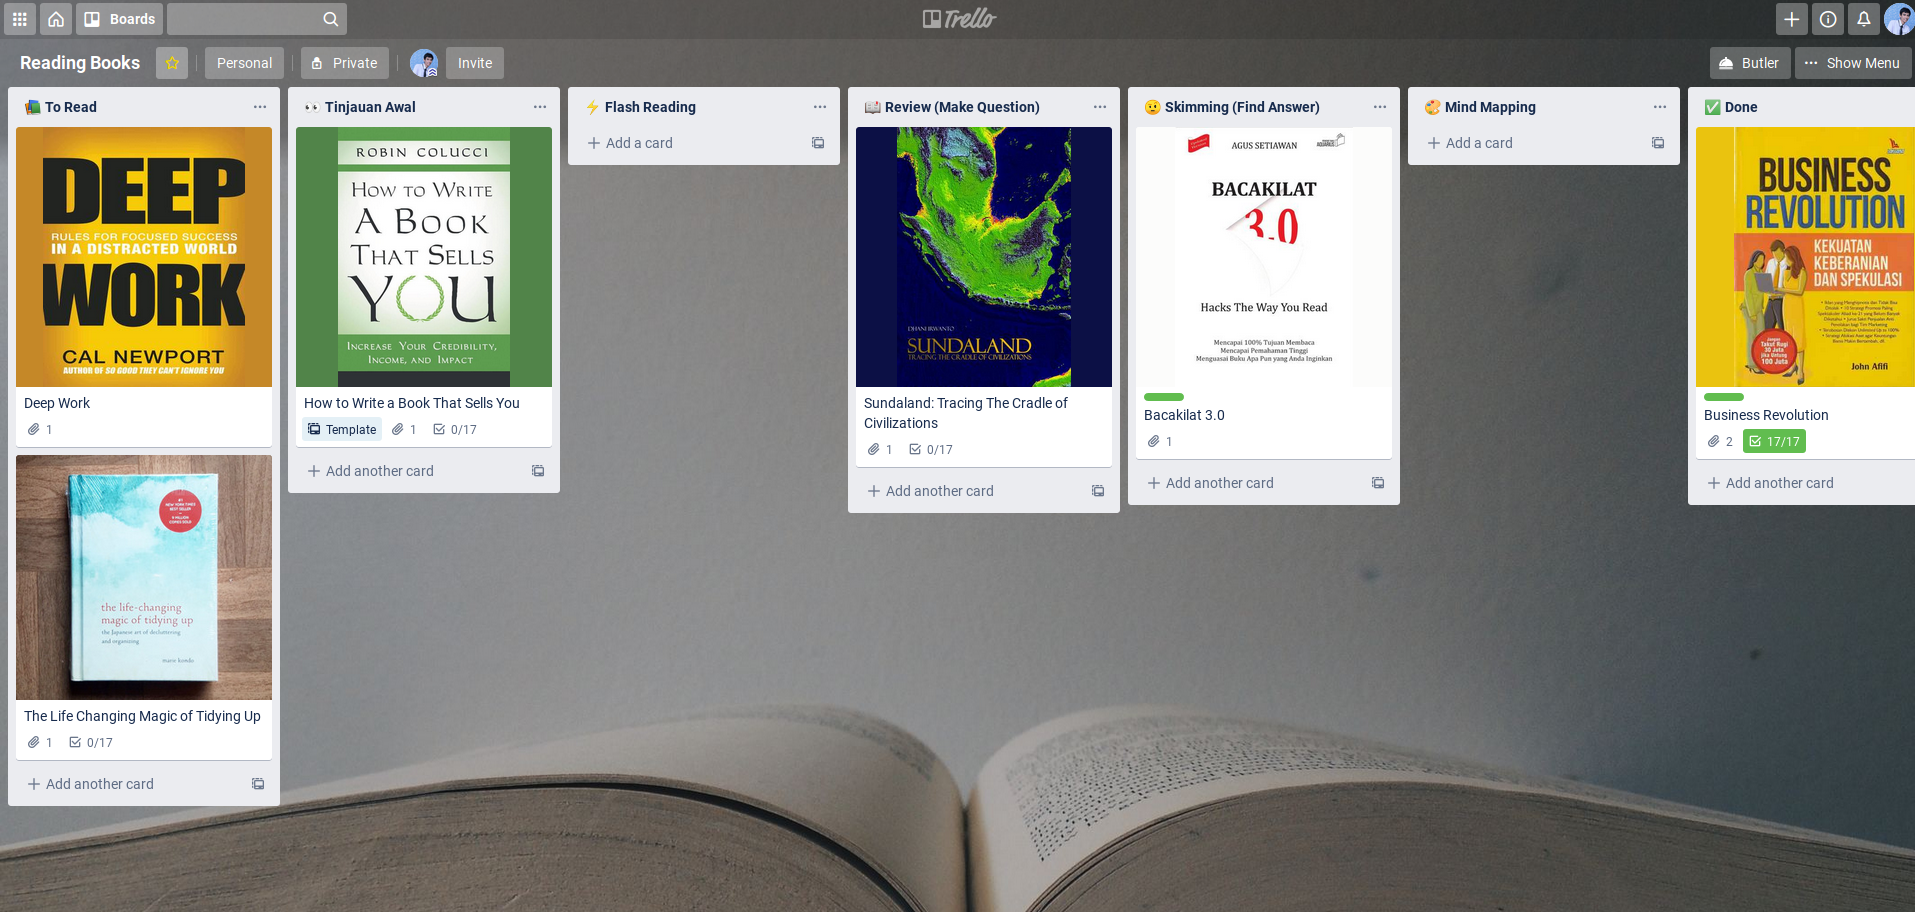 Boards
Trello
Reading Books
Personal
Private
Invite
Butler
Show Menu
To Read
DEEP
RULES FOR FOCUSED SUCCESS
IN A DISTRACTED WORLD
WORK
CAL NEWPORT
AUTHOR OF SO GOOD THEY CAN'T IGNORE YOU
Deep Work
1
the life-changing
magic of tidying up
the Japanese art of decluttering
and organizing
marie kondo
The Life Changing Magic of Tidying Up
1 0/17
Add another card
Tinjauan Awal
ROBIN COLUCCI
HOW TO WRITE
A BOOK
THAT SELLS
YOU
INCREASE YOUR CREDIBILITY,
INCOME, AND IMPACT
How to Write a Book That Sells You
Template 1 0/17
Add another card
Flash Reading
Add a card
Review (Make Question)
DHANI IRWANTO
SUNDALAND
TRACING THE CRADLE OF CIVILIZATIONS
Sundaland: Tracing The Cradle of
Civilizations
1 0/17
Add another card
Skimming (Find Answer)
AGUS SETIAWAN
BACAKILAT
3.0
Hacks The Way You Read
Mencapai 100% Tujuan Membaca
Mencapai Pemahaman Tinggi
Menguasai Buku Apa Pun yang Anda Inginkan
Bacakilat 3.0
1
Add another card
Mind Mapping
Add a card
Done
BUSINESS
REVOLUTION
KEKUATAN
KEBERANIAN
DAN SPEKULASI
Jangan
Takut Rugi
30 Juta
jika Untung
100 Juta
John Afifi
Business Revolution
2 17/17
Add another card